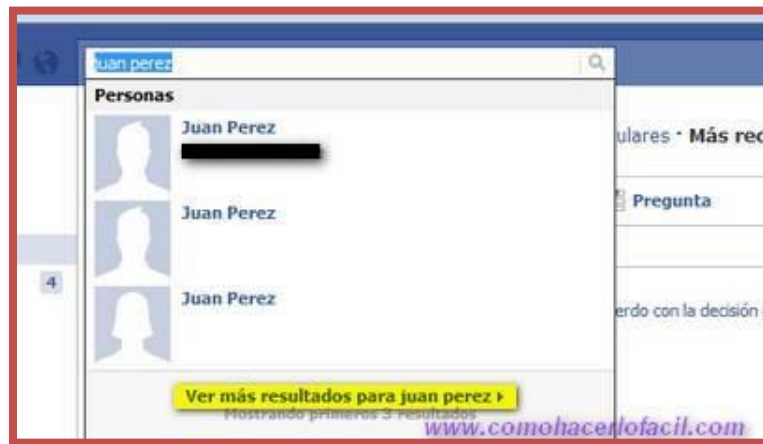 juan perez
Personas
Juan Perez
ulares · Más rec
Juan Perez
Pregunta
Juan Perez
4
erdo con la decisión
Ver más resultados para juan perez
Mostrando primeros 3 resultados
www.comohacerlofacil.com